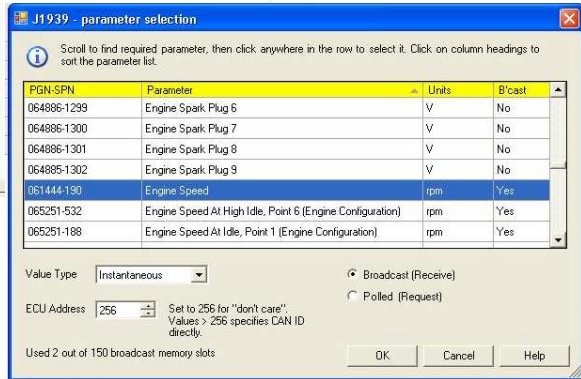 J1939 - parameter selection
Scroll to find required parameter, then click anywhere in the row to select it. Click on column headings to
sort the parameter list.
PGN-SPN Parameter Units B'cast
064886-1299 Engine Spark Plug 6 V No
064886-1300 Engine Spark Plug 7 V No
064886-1301 Engine Spark Plug 8 V No
064885-1302 Engine Spark Plug 9 V No
061444-190 Engine Speed rpm Yes
065251-532 Engine Speed At High Idle, Point 6 (Engine Configuration) rpm Yes
065251-188 Engine Speed At Idle, Point 1 (Engine Configuration) rpm Yes
Value Type Instantaneous Broadcast (Receive)
Polled (Request)
ECU Address 256 Set to 256 for "don't care".
Values > 256 specifies CAN ID
directly.
Used 2 out of 150 broadcast memory slots OK Cancel Help